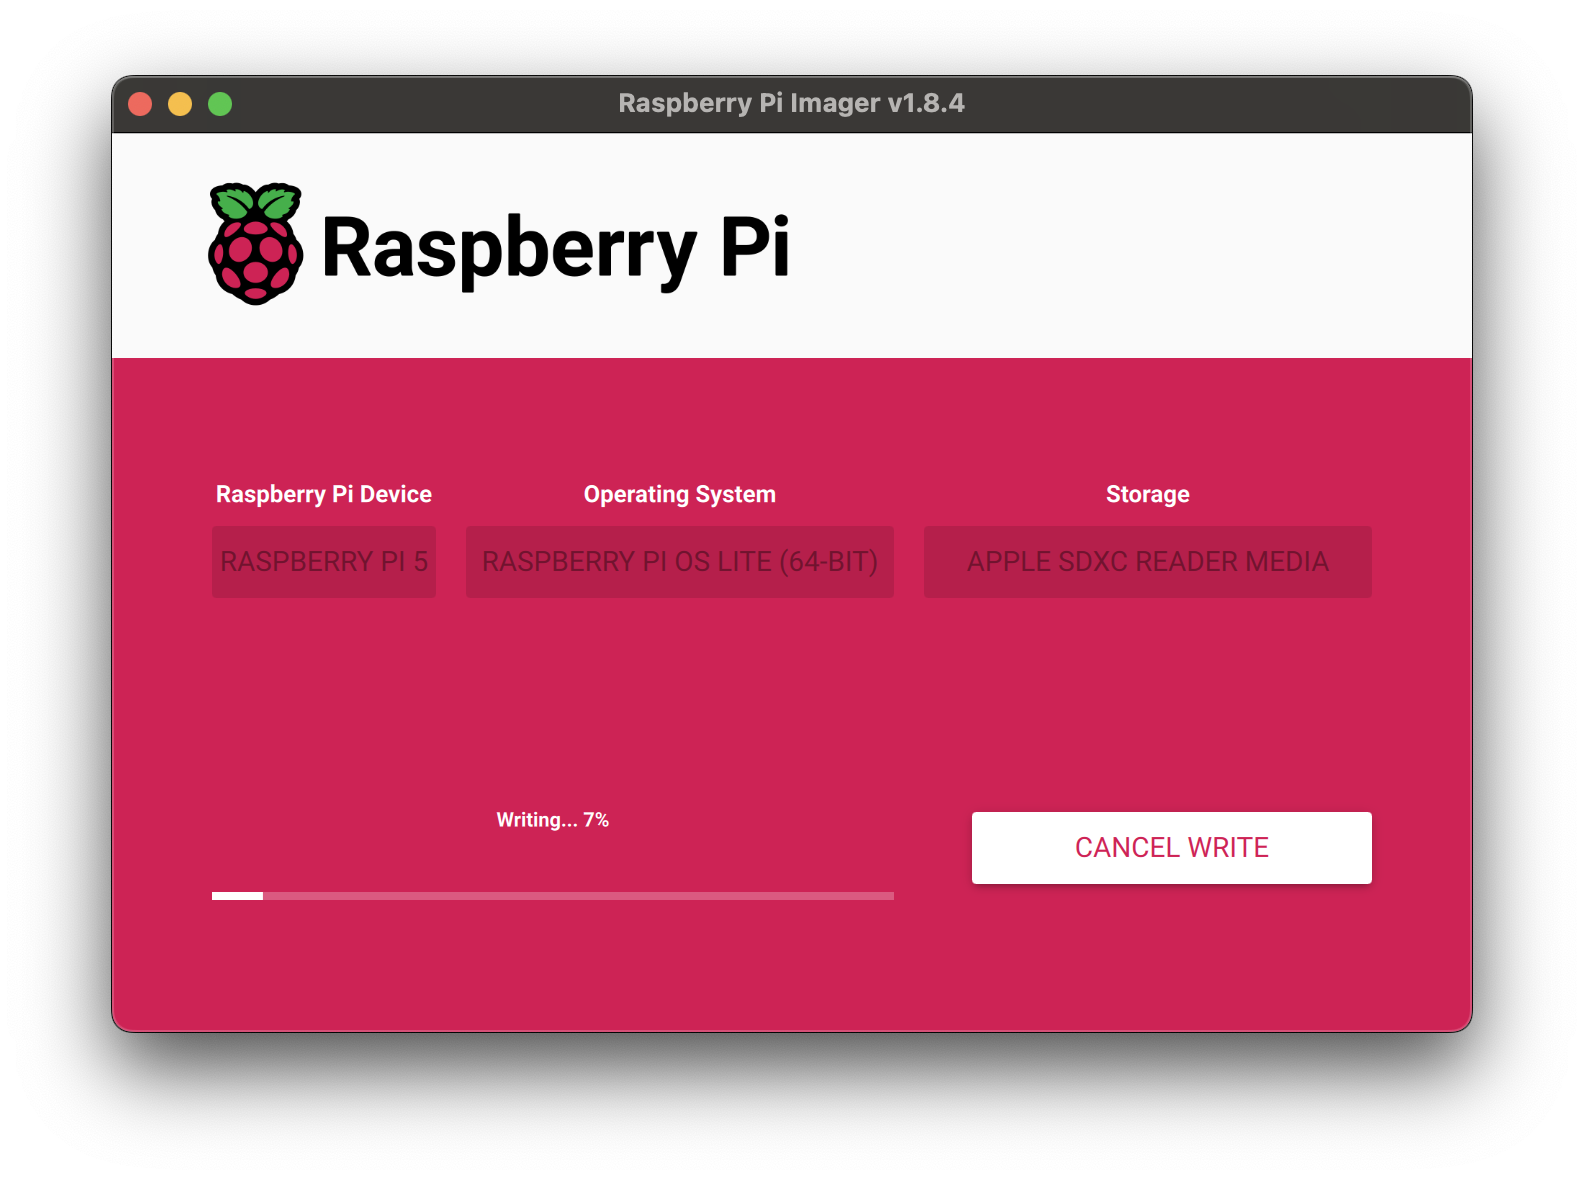 Raspberry Pi Imager v1.8.4
Raspberry Pi
Raspberry Pi Device
Operating System
Storage
RASPBERRY PI 5
RASPBERRY PI OS LITE (64-BIT)
APPLE SDXC READER MEDIA
Writing... 7%
CANCEL WRITE